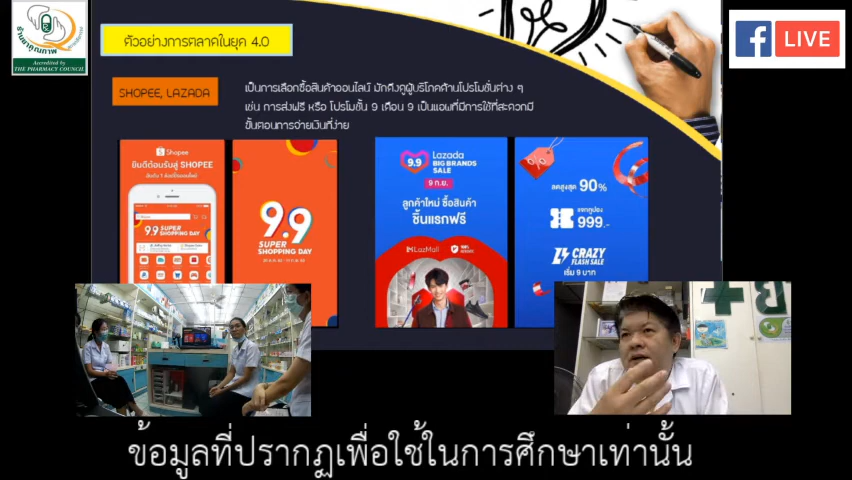 ร้านยาคุณภาพ
Accredited by
THE PHARMACY COUNCIL
ตัวอย่างการตลาดในยุค 4.0
f LIVE
SHOPEE, LAZADA
เป็นการเลือกซื้อสินค้าออนไลน์ มักดึงดูผู้บริโภคด้านโปรโมชั่นต่าง ๆ
เช่น การส่งฟรี หรือ โปรโมชั่น 9 เดือน 9 เป็นแอพที่มีการใช้ที่สะดวกมี
ขั้นตอนการจ่ายเงินที่ง่าย
Shopee
ยินดีต้อนรับสู่ SHOPEE
9.9 SUPER SHOPPING DAY
9.9
SUPER
SHOPPING DAY
9.9
Lazada
BIG BRANDS
SALE
9 ก.ย.
ลูกค้าใหม่ ซื้อสินค้า
ชิ้นแรกฟรี
LazMall
ลดสูงสุด 90%
แจกคูปอง
999.-
CRAZY
FLASH SALE
เริ่ม 9 บาท
ข้อมูลที่ปรากฏเพื่อใช้ในการศึกษาเท่านั้น